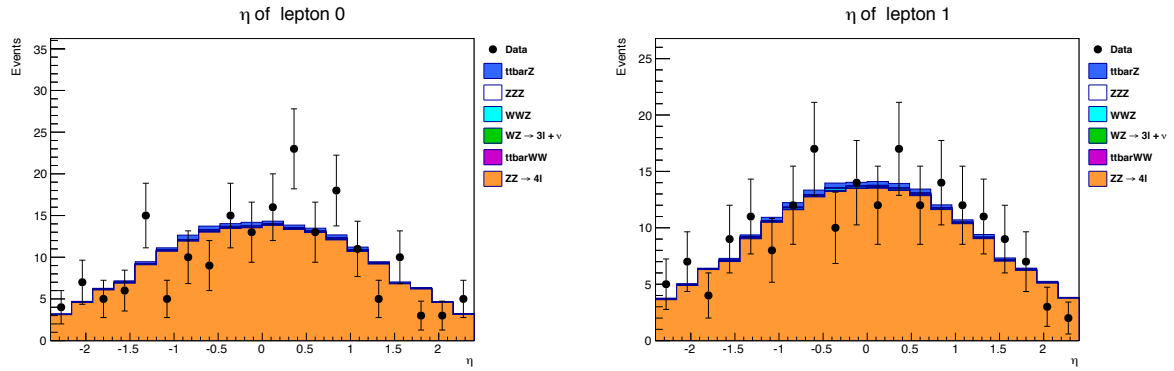 η of lepton 0
Events
35
30
25
20
15
10
5
0
-2
-1.5
-1
-0.5
0
0.5
1
1.5
2
η
Data
ttbarZ
ZZZ
WWZ
WZ → 3l + ν
ttbarWW
ZZ → 4l
η of lepton 1
Events
25
20
15
10
5
0
-2
-1.5
-1
-0.5
0
0.5
1
1.5
2
η
Data
ttbarZ
ZZZ
WWZ
WZ → 3l + ν
ttbarWW
ZZ → 4l